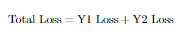 Total Loss = Y1 Loss + Y2 Loss